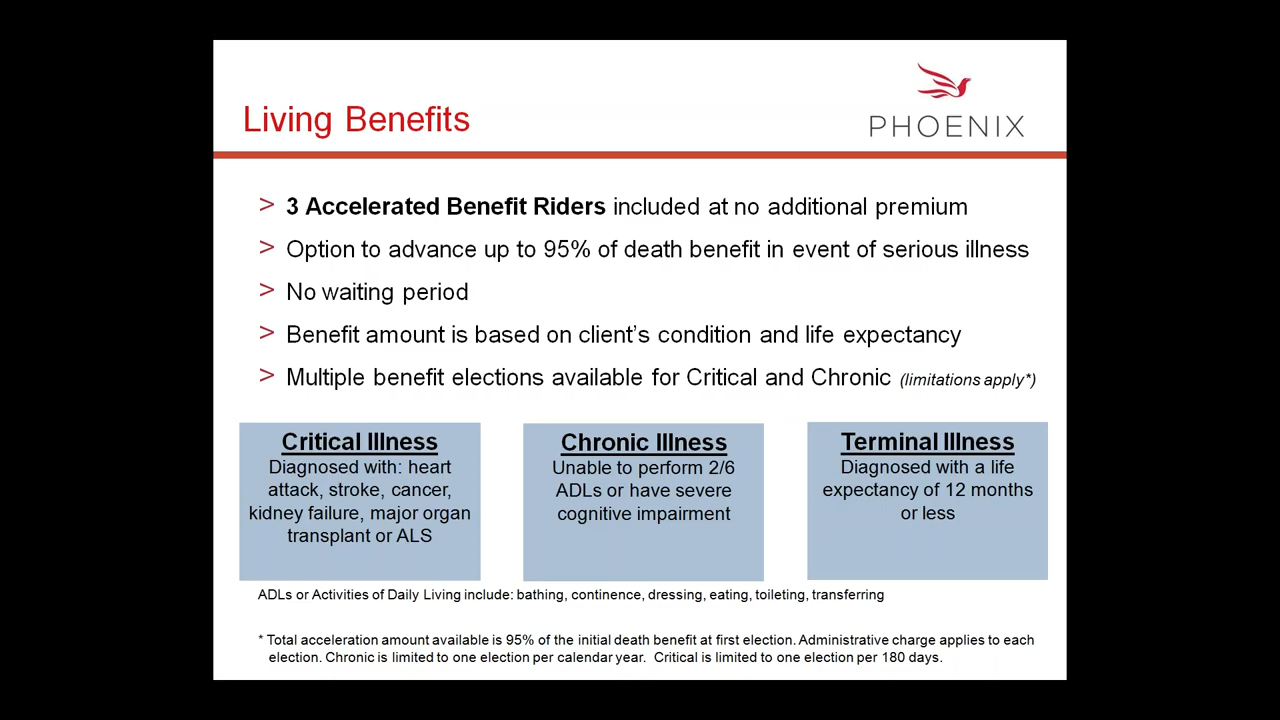 Living Benefits
PHOENIX
> 3 Accelerated Benefit Riders included at no additional premium
> Option to advance up to 95% of death benefit in event of serious illness
> No waiting period
> Benefit amount is based on client's condition and life expectancy
> Multiple benefit elections available for Critical and Chronic (limitations apply*)
Critical Illness
Diagnosed with: heart
attack, stroke, cancer,
kidney failure, major organ
transplant or ALS
Chronic Illness
Unable to perform 2/6
ADLs or have severe
cognitive impairment
Terminal Illness
Diagnosed with a life
expectancy of 12 months
or less
ADLs or Activities of Daily Living include: bathing, continence, dressing, eating, toileting, transferring
* Total acceleration amount available is 95% of the initial death benefit at first election. Administrative charge applies to each
election. Chronic is limited to one election per calendar year. Critical is limited to one election per 180 days.